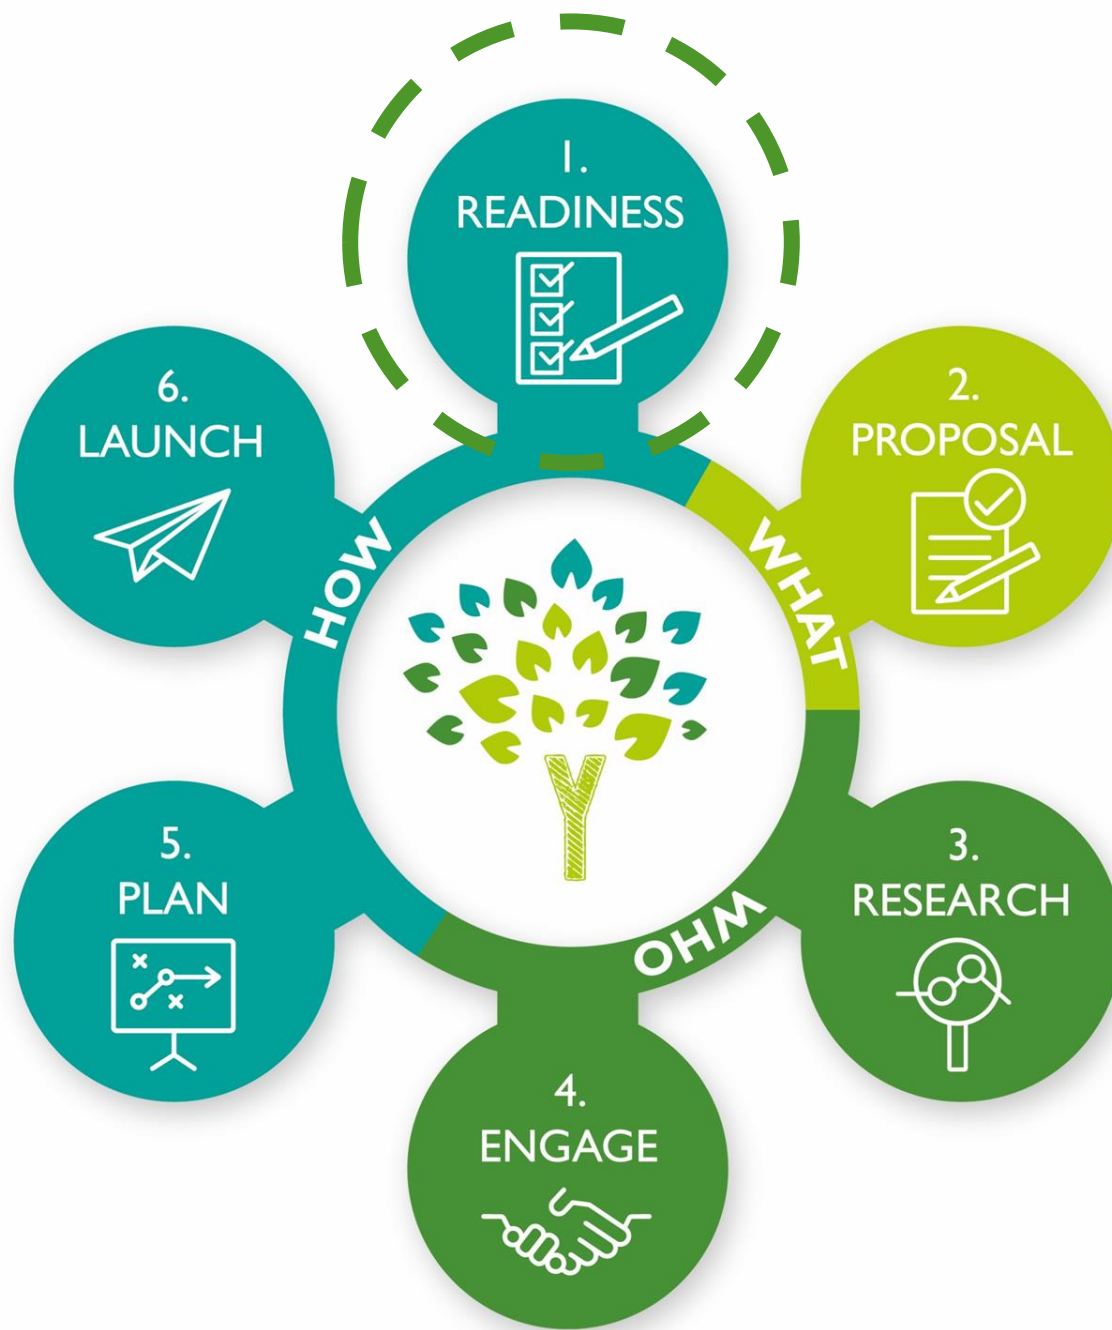 1.
READINESS
2.
PROPOSAL
3.
RESEARCH
4.
ENGAGE
5.
PLAN
6.
LAUNCH
HOW
WHAT
WHO